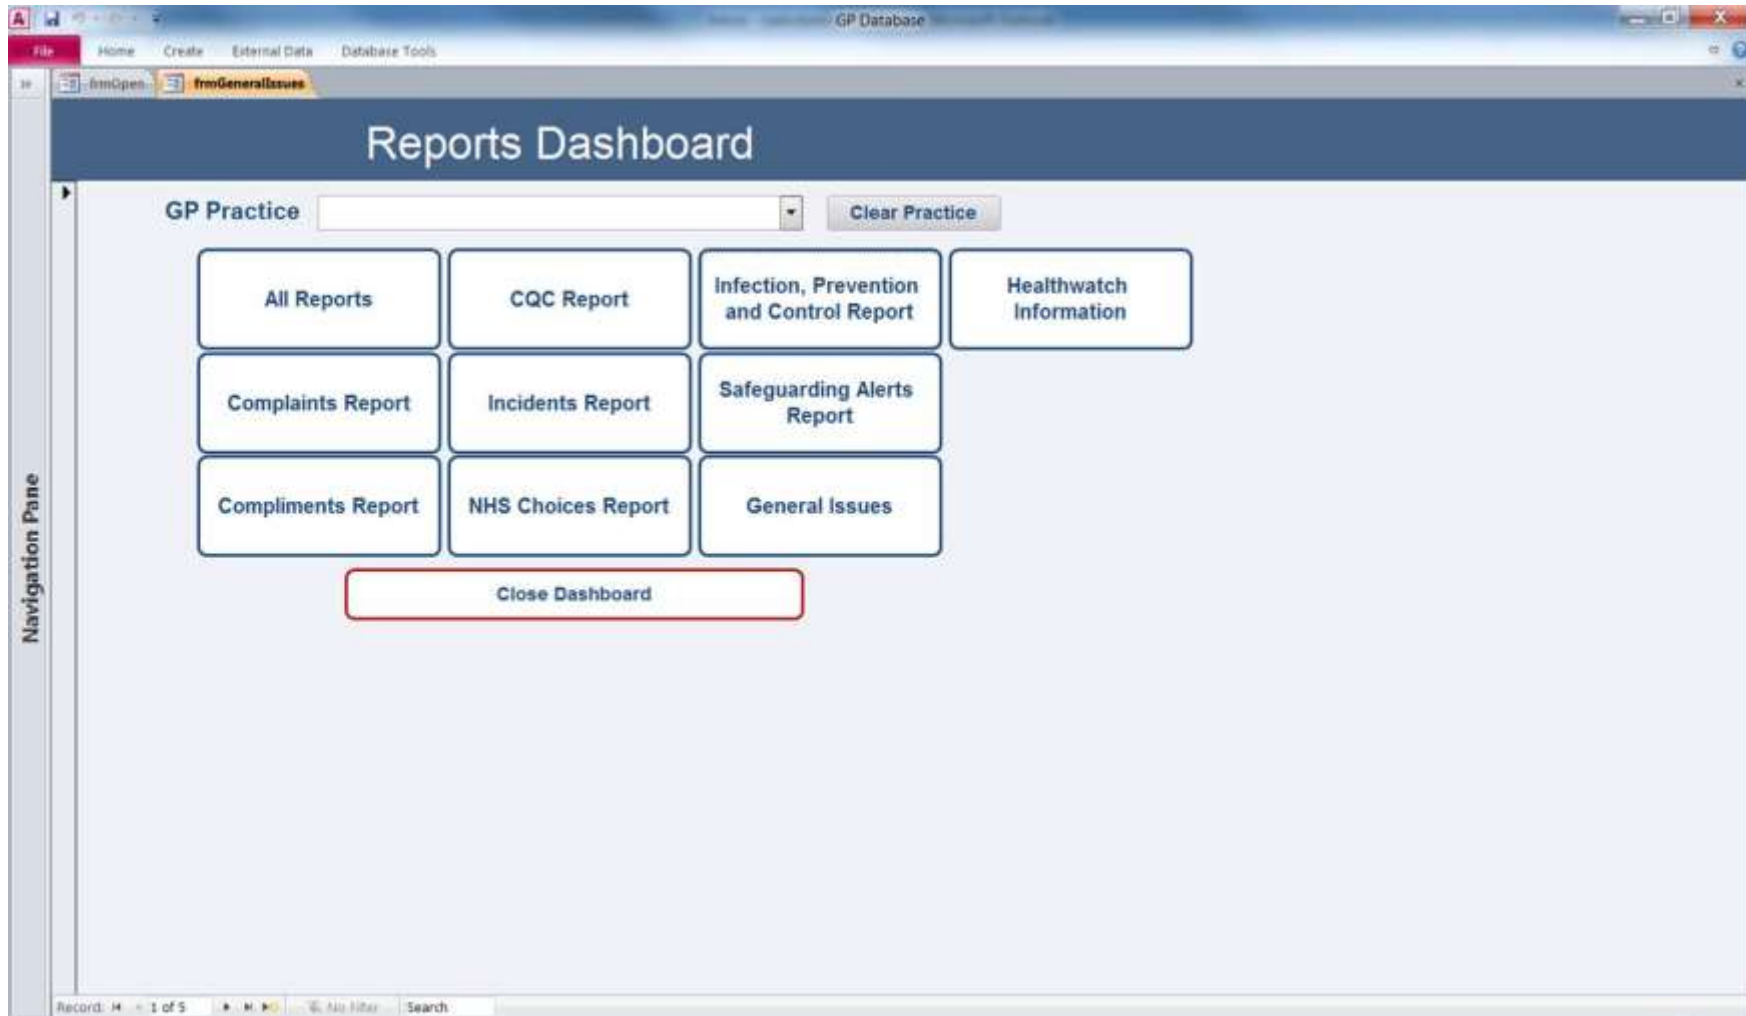 A
GP Database
File Home Create External Data Database Tools
frmOpen frmGeneralIssues
Reports Dashboard
GP Practice
Clear Practice
All Reports
CQC Report
Infection, Prevention
and Control Report
Healthwatch
Information
Complaints Report
Incidents Report
Safeguarding Alerts
Report
Compliments Report
NHS Choices Report
General Issues
Close Dashboard
Navigation Pane
Record: 1 of 5 No Filter Search